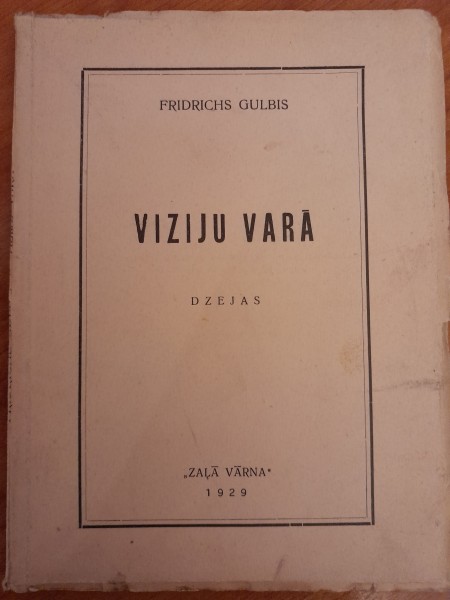 FRIDRICHS GULBIS
VIZIJU VARĀ
DZEJAS
„ZAĻĀ VĀRNA“
1929